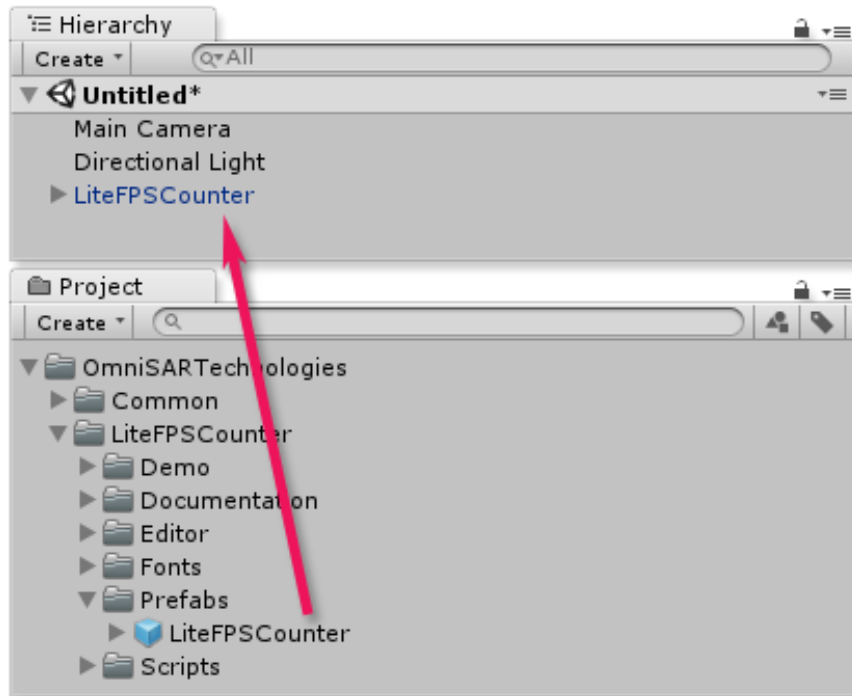 Hierarchy
Create All
Untitled*
Main Camera
Directional Light
LiteFPSCounter
Project
Create
OmniSARTechnologies
Common
LiteFPSCounter
Demo
Documentation
Editor
Fonts
Prefabs
LiteFPSCounter
Scripts